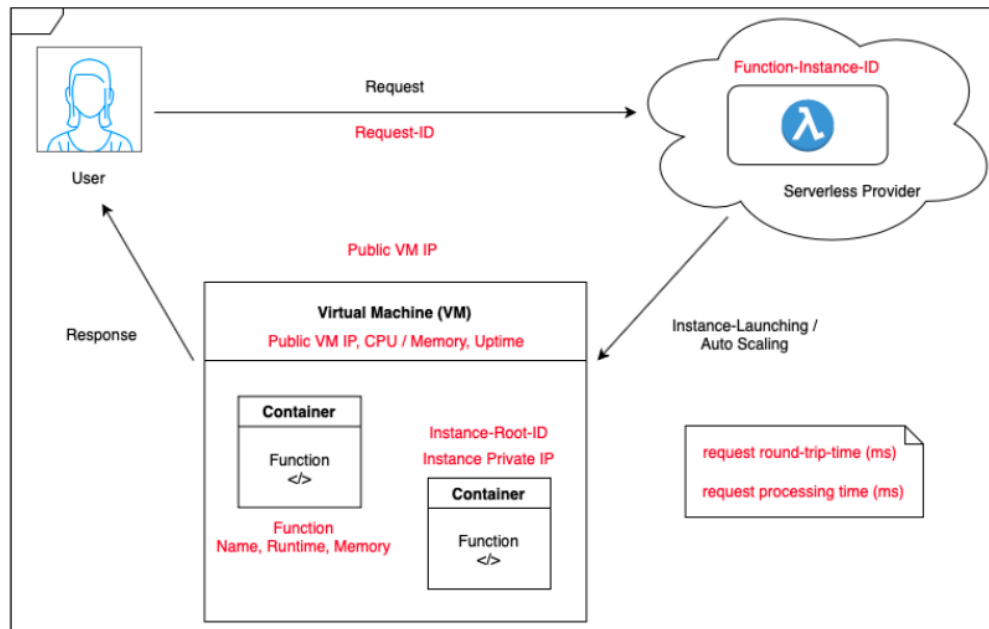 Function-Instance-ID
Request
Request-ID
λ
User
Serverless Provider
Public VM IP
Virtual Machine (VM)
Public VM IP, CPU / Memory, Uptime
Response
Instance-Launching /
Auto Scaling
Container
Function
</>
Function
Name, Runtime, Memory
Instance-Root-ID
Instance Private IP
Container
Function
</>
request round-trip-time (ms)
request processing time (ms)